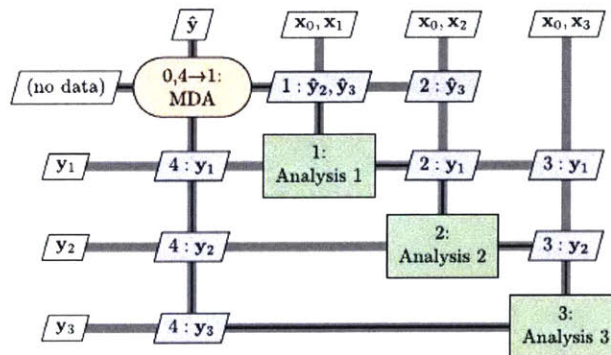 ŷ
x₀, x₁
x₀, x₂
x₀, x₃
(no data)
0,4→1:
MDA
1 : ŷ₂, ŷ₃
2 : ŷ₃
y₁
4 : y₁
1:
Analysis 1
2 : y₁
3 : y₁
y₂
4 : y₂
2:
Analysis 2
3 : y₂
y₃
4 : y₃
3:
Analysis 3